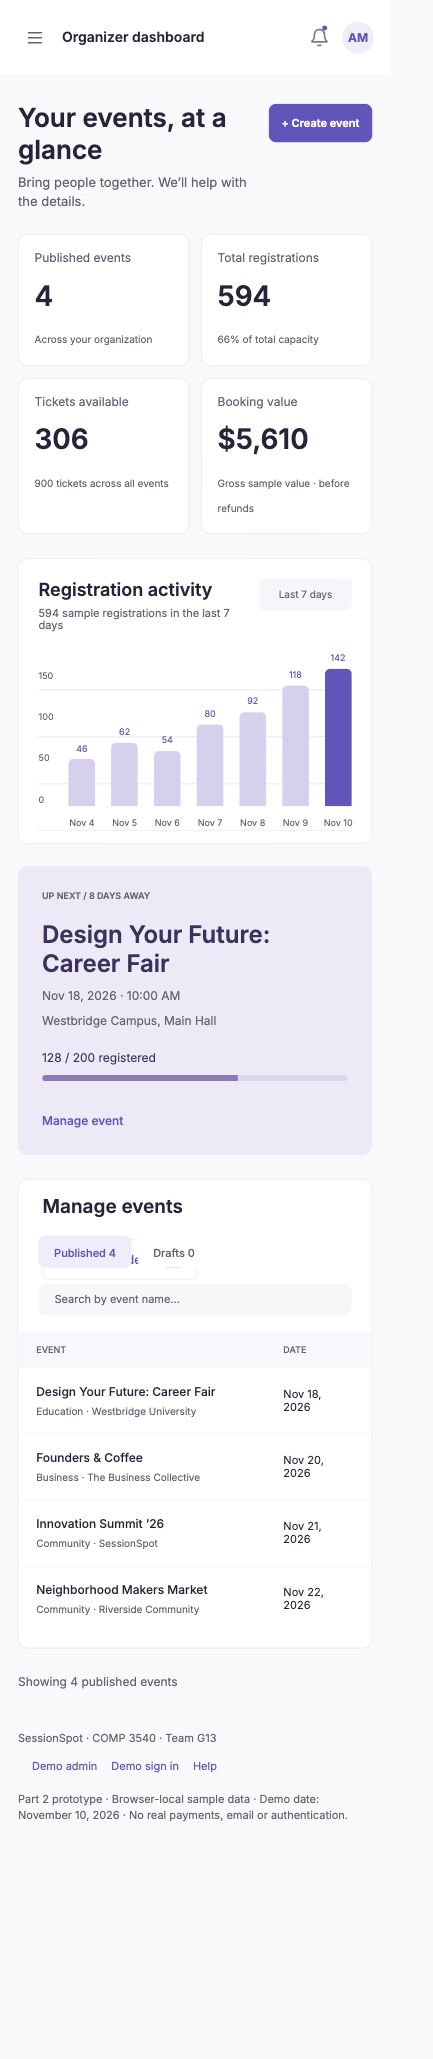 Organizer dashboard
AM
Your events, at a
glance
+ Create event
Bring people together. We’ll help with
the details.
Published events
4
Across your organization
Total registrations
594
66% of total capacity
Tickets available
306
900 tickets across all events
Booking value
$5,610
Gross sample value · before
refunds
Registration activity
594 sample registrations in the last 7
days
Last 7 days
150
100
50
0
46
62
54
80
92
118
142
Nov 4
Nov 5
Nov 6
Nov 7
Nov 8
Nov 9
Nov 10
UP NEXT / 8 DAYS AWAY
Design Your Future:
Career Fair
Nov 18, 2026 · 10:00 AM
Westbridge Campus, Main Hall
128 / 200 registered
Manage event
Manage events
Published 4
Drafts 0
Search by event name...
EVENT
DATE
Design Your Future: Career Fair
Education · Westbridge University
Nov 18,
2026
Founders & Coffee
Business · The Business Collective
Nov 20,
2026
Innovation Summit ’26
Community · SessionSpot
Nov 21,
2026
Neighborhood Makers Market
Community · Riverside Community
Nov 22,
2026
Showing 4 published events
SessionSpot · COMP 3540 · Team G13
Demo admin
Demo sign in
Help
Part 2 prototype · Browser-local sample data · Demo date:
November 10, 2026 · No real payments, email or authentication.